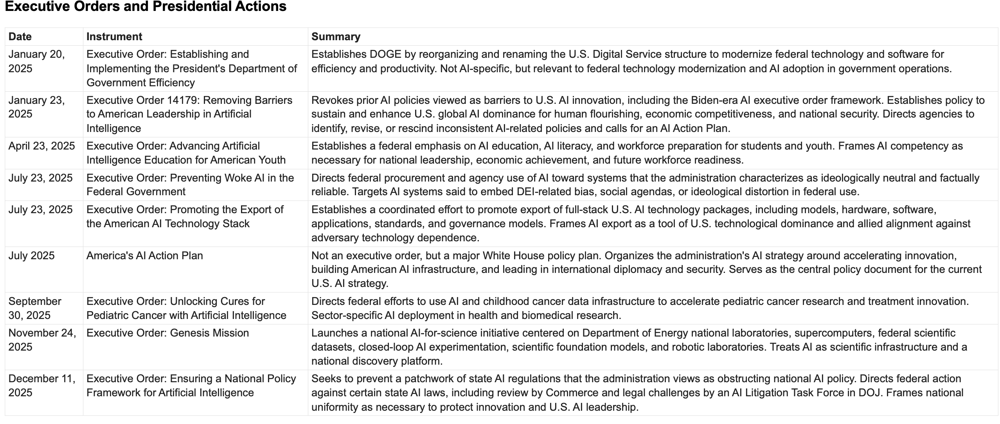 Executive Orders and Presidential Actions
Date Instrument Summary
January 20,
2025
Executive Order: Establishing and
Implementing the President's Department of
Government Efficiency
Establishes DOGE by reorganizing and renaming the U.S. Digital Service structure to modernize federal technology and software for
efficiency and productivity. Not AI-specific, but relevant to federal technology modernization and AI adoption in government operations.
January 23,
2025
Executive Order 14179: Removing Barriers
to American Leadership in Artificial
Intelligence
Revokes prior AI policies viewed as barriers to U.S. AI innovation, including the Biden-era AI executive order framework. Establishes policy to
sustain and enhance U.S. global AI dominance for human flourishing, economic competitiveness, and national security. Directs agencies to
identify, revise, or rescind inconsistent AI-related policies and calls for an AI Action Plan.
April 23, 2025
Executive Order: Advancing Artificial
Intelligence Education for American Youth
Establishes a federal emphasis on AI education, AI literacy, and workforce preparation for students and youth. Frames AI competency as
necessary for national leadership, economic achievement, and future workforce readiness.
July 23, 2025
Executive Order: Preventing Woke AI in the
Federal Government
Directs federal procurement and agency use of AI toward systems that the administration characterizes as ideologically neutral and factually
reliable. Targets AI systems said to embed DEI-related bias, social agendas, or ideological distortion in federal use.
July 23, 2025
Executive Order: Promoting the Export of
the American AI Technology Stack
Establishes a coordinated effort to promote export of full-stack U.S. AI technology packages, including models, hardware, software,
applications, standards, and governance models. Frames AI export as a tool of U.S. technological dominance and allied alignment against
adversary technology dependence.
July 2025
America's AI Action Plan
Not an executive order, but a major White House policy plan. Organizes the administration's AI strategy around accelerating innovation,
building American AI infrastructure, and leading in international diplomacy and security. Serves as the central policy document for the current
U.S. AI strategy.
September
30, 2025
Executive Order: Unlocking Cures for
Pediatric Cancer with Artificial Intelligence
Directs federal efforts to use AI and childhood cancer data infrastructure to accelerate pediatric cancer research and treatment innovation.
Sector-specific AI deployment in health and biomedical research.
November 24,
2025
Executive Order: Genesis Mission
Launches a national AI-for-science initiative centered on Department of Energy national laboratories, supercomputers, federal scientific
datasets, closed-loop AI experimentation, scientific foundation models, and robotic laboratories. Treats AI as scientific infrastructure and a
national discovery platform.
December 11,
2025
Executive Order: Ensuring a National Policy
Framework for Artificial Intelligence
Seeks to prevent a patchwork of state AI regulations that the administration views as obstructing national AI policy. Directs federal action
against certain state AI laws, including review by Commerce and legal challenges by an AI Litigation Task Force in DOJ. Frames national
uniformity as necessary to protect innovation and U.S. AI leadership.